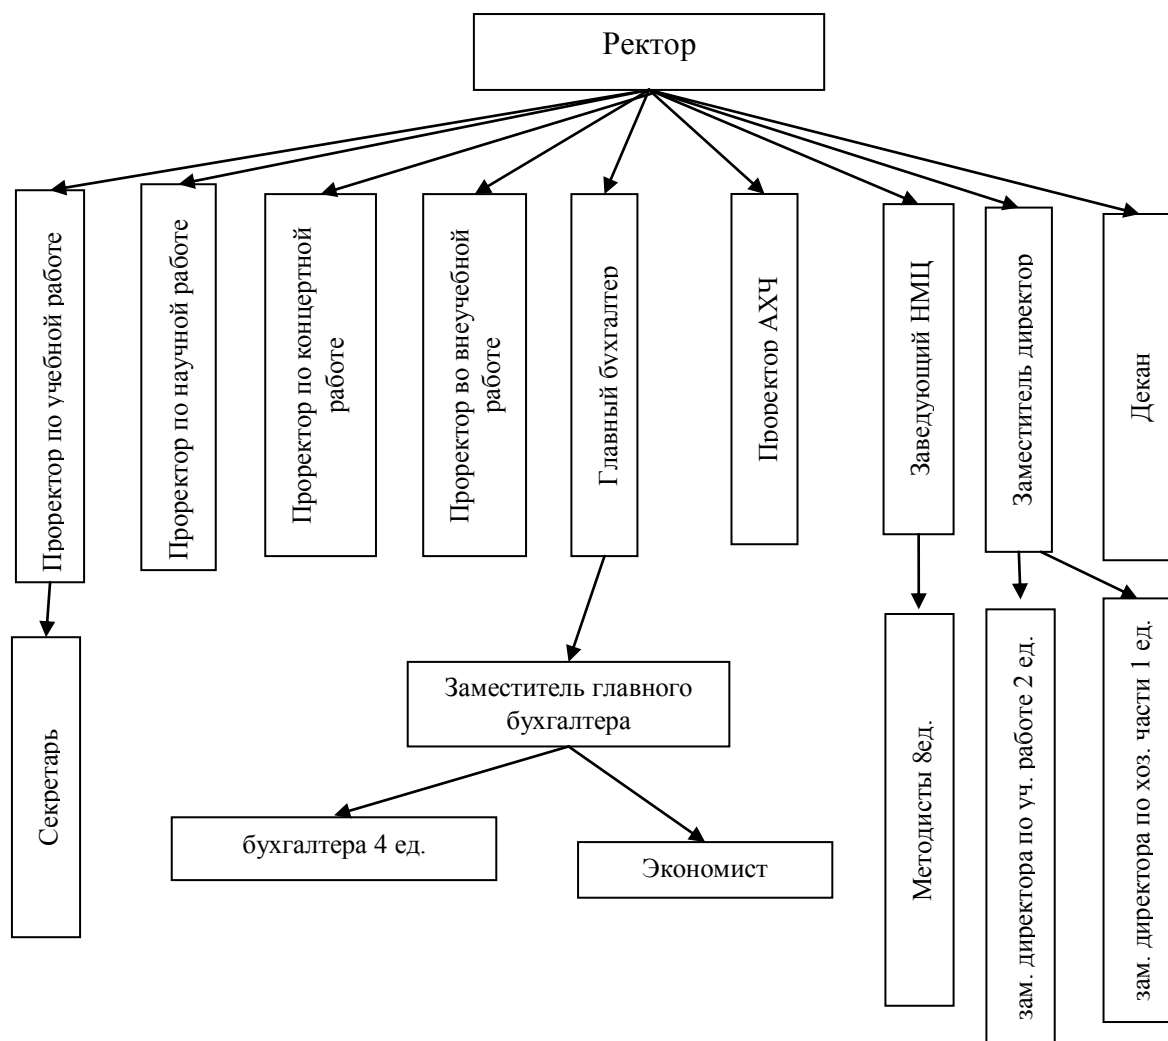 Ректор
Проректор по учебной работе
Проректор по научной работе
Проректор по концертной
работе
Проректор во внеучебной
работе
Главный бухгалтер
Проректор АХЧ
Заведующий НМЦ
Заместитель директор
Декан
Секретарь
Заместитель главного
бухгалтера
бухгалтера 4 ед.
Экономист
Методисты 8ед.
зам. директора по уч. работе 2 ед.
зам. директора по хоз. части 1 ед.